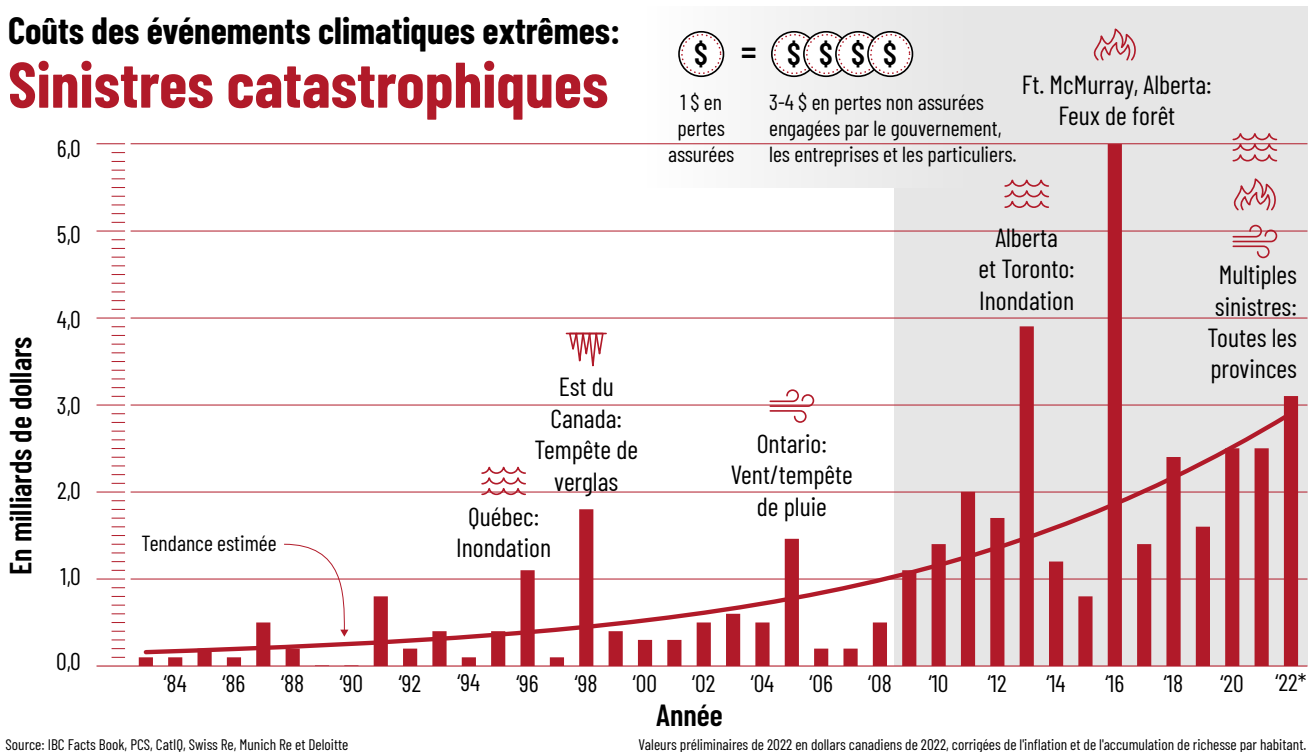 Coûts des événements climatiques extrêmes:
Sinistres catastrophiques
$ = $ $ $ $
1 $ en
pertes
assurées
3-4 $ en pertes non assurées
engagées par le gouvernement,
les entreprises et les particuliers.
Ft. McMurray, Alberta:
Feux de forêt
Alberta
et Toronto:
Inondation
Multiples
sinistres:
Toutes les
provinces
Est du
Canada:
Tempête de
verglas
Ontario:
Vent/tempête
de pluie
Québec:
Inondation
Tendance estimée
En milliards de dollars
6,0
5,0
4,0
3,0
2,0
1,0
0,0
‘84 ‘86 ‘88 ‘90 ‘92 ‘94 ‘96 ‘98 ‘00 ‘02 ‘04 ‘06 ‘08 ‘10 ‘12 ‘14 ‘16 ‘18 ‘20 ‘22*
Année
Source: IBC Facts Book, PCS, CatIQ, Swiss Re, Munich Re et Deloitte
Valeurs préliminaires de 2022 en dollars canadiens de 2022, corrigées de l'inflation et de l'accumulation de richesse par habitant.